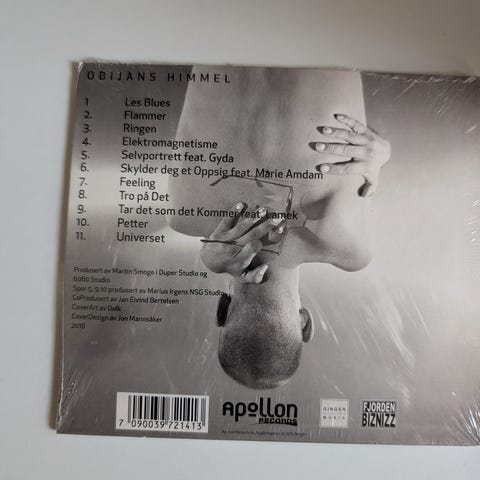 OBIJANS HIMMEL
1 Les Blues
2. Flammer
3. Ringen
4. Elektromagnetisme
5. Selvportrett feat. Gyda
6. Skylder deg et Oppsig feat. Marie Amdam
7. Feeling
8. Tro på Det
9. Tar det som det Kommer feat. Lamek
10. Petter
11. Universet
Produsert av Martin Smoge i Duper Studio og
6060 Studio
Spor 5, 9,10 produsert av Marius Irgens NSG Studio
CoProdusert av Jan Eivind Bertelsen
CoverArt av Dolk
CoverDesign av Jon Mannsåker
2018
7 090039 721413
Apollon
RECORDS
GINGER
MUSIC
FJORDEN
BIZNIZZ